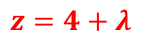 z = 4 + λ